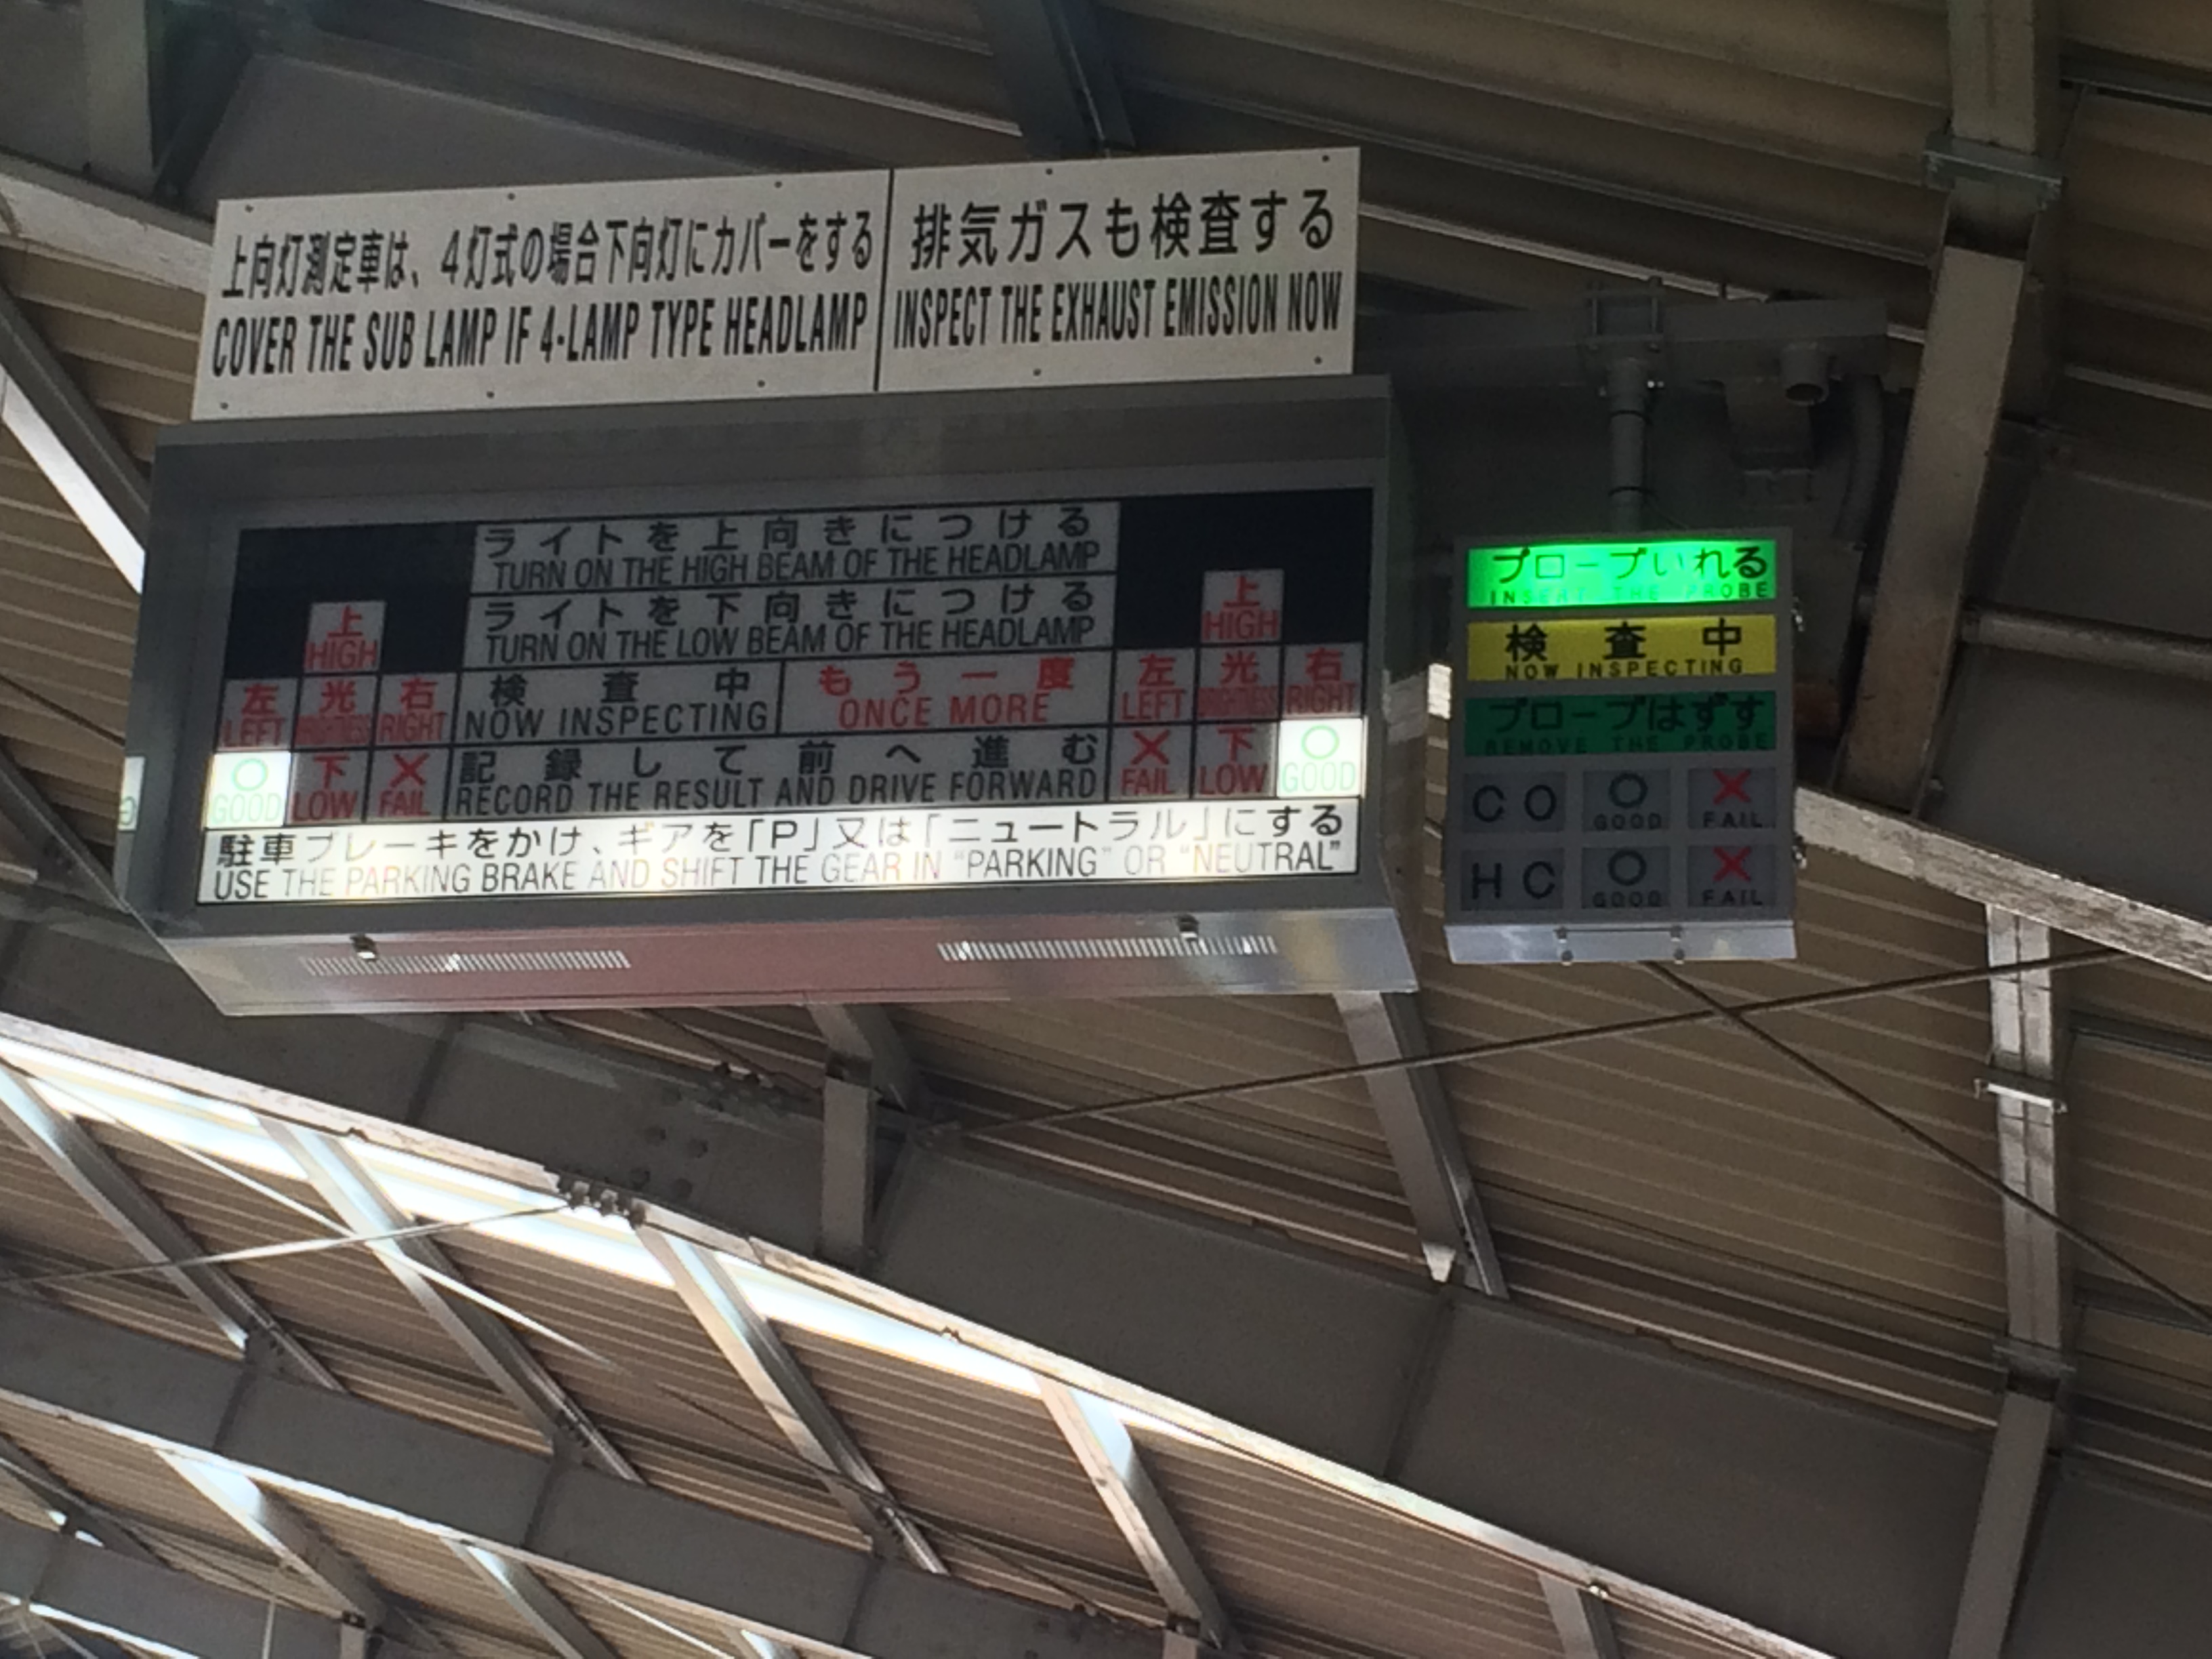 上向灯測定車は、4灯式の場合下向灯にカバーをする
COVER THE SUB LAMP IF 4-LAMP TYPE HEADLAMP
排気ガスも検査する
INSPECT THE EXHAUST EMISSION NOW
ライトを上向きにつける
TURN ON THE HIGH BEAM OF THE HEADLAMP
ライトを下向きにつける
TURN ON THE LOW BEAM OF THE HEADLAMP
上
HIGH
上
HIGH
左 光 右
LEFT BRIGHTNESS RIGHT
検査中
NOW INSPECTING
もう一度
ONCE MORE
左 光 右
LEFT BRIGHTNESS RIGHT
○ 下 ×
GOOD LOW FAIL
記録して前へ進む
RECORD THE RESULT AND DRIVE FORWARD
× 下 ○
FAIL LOW GOOD
駐車ブレーキをかけ、ギアを「P」又は「ニュートラル」にする
USE THE PARKING BRAKE AND SHIFT THE GEAR IN "PARKING" OR "NEUTRAL"
プローブいれる
INSERT THE PROBE
検査中
NOW INSPECTING
プローブはずす
REMOVE THE PROBE
CO ○ ×
GOOD FAIL
HC ○ ×
GOOD FAIL